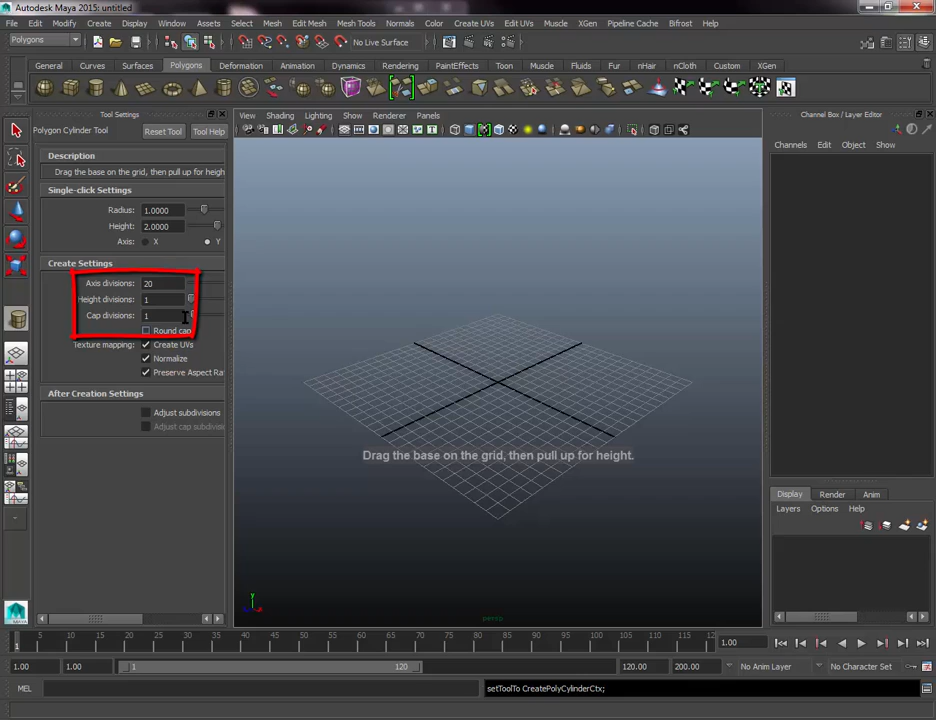 Autodesk Maya 2015: untitled
File Edit Modify Create Display Window Assets Select Mesh Edit Mesh Mesh Tools Normals Color Create UVs Edit UVs Muscle XGen Pipeline Cache Bifrost Help
Polygons No Live Surface
General Curves Surfaces Polygons Deformation Animation Dynamics Rendering PaintEffects Toon Muscle Fluids Fur nHair nCloth Custom XGen
Tool Settings
Channel Box / Layer Editor
View Shading Lighting Show Renderer Panels
Polygon Cylinder Tool Reset Tool Tool Help
Channels Edit Object Show
Description
Drag the base on the grid, then pull up for heigh
Single-click Settings
Radius: 1.0000
Height: 2.0000
Axis: X Y
Create Settings
Axis divisions: 20
Height divisions: 1
Cap divisions: 1
Round cap
Texture mapping: Create UVs
Normalize
Preserve Aspect Ra
After Creation Settings
Adjust subdivisions
Adjust cap subdivisi
Drag the base on the grid, then pull up for height.
Display Render Anim
Layers Options Help
y
persp
MAYA
1 5 10 15 20 25 30 35 40 45 50 55 60 65 70 75 80 85 90 95 100 105 110 115 12 1.00
1.00 1.00 1 120 120.00 200.00 No Anim Layer No Character Set
MEL setToolTo CreatePolyCylinderCtx;